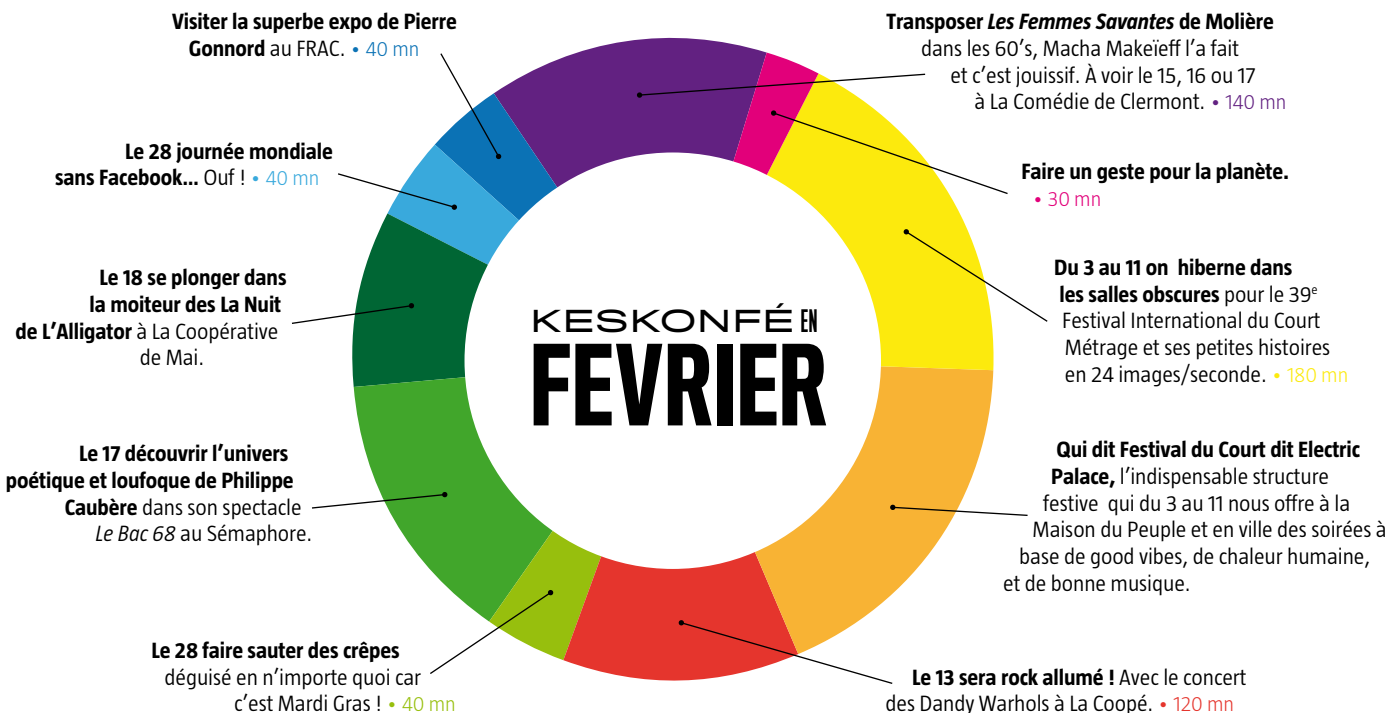 Visiter la superbe expo de Pierre
Gonnord au FRAC. • 40 mn
Transposer Les Femmes Savantes de Molière
dans les 60's, Macha Makeïeff l'a fait
et c'est jouissif. À voir le 15, 16 ou 17
à La Comédie de Clermont. • 140 mn
Le 28 journée mondiale
sans Facebook... Ouf ! • 40 mn
Faire un geste pour la planète.
• 30 mn
Le 18 se plonger dans
la moiteur des La Nuit
de L'Alligator à La Coopérative
de Mai.
Du 3 au 11 on hiberne dans
les salles obscures pour le 39e
Festival International du Court
Métrage et ses petites histoires
en 24 images/seconde. • 180 mn
KESKONFÉ EN
FEVRIER
Le 17 découvrir l'univers
poétique et loufoque de Philippe
Caubère dans son spectacle
Le Bac 68 au Sémaphore.
Qui dit Festival du Court dit Electric
Palace, l'indispensable structure
festive qui du 3 au 11 nous offre à la
Maison du Peuple et en ville des soirées à
base de good vibes, de chaleur humaine,
et de bonne musique.
Le 28 faire sauter des crêpes
déguisé en n'importe quoi car
c'est Mardi Gras ! • 40 mn
Le 13 sera rock allumé ! Avec le concert
des Dandy Warhols à La Coopé. • 120 mn